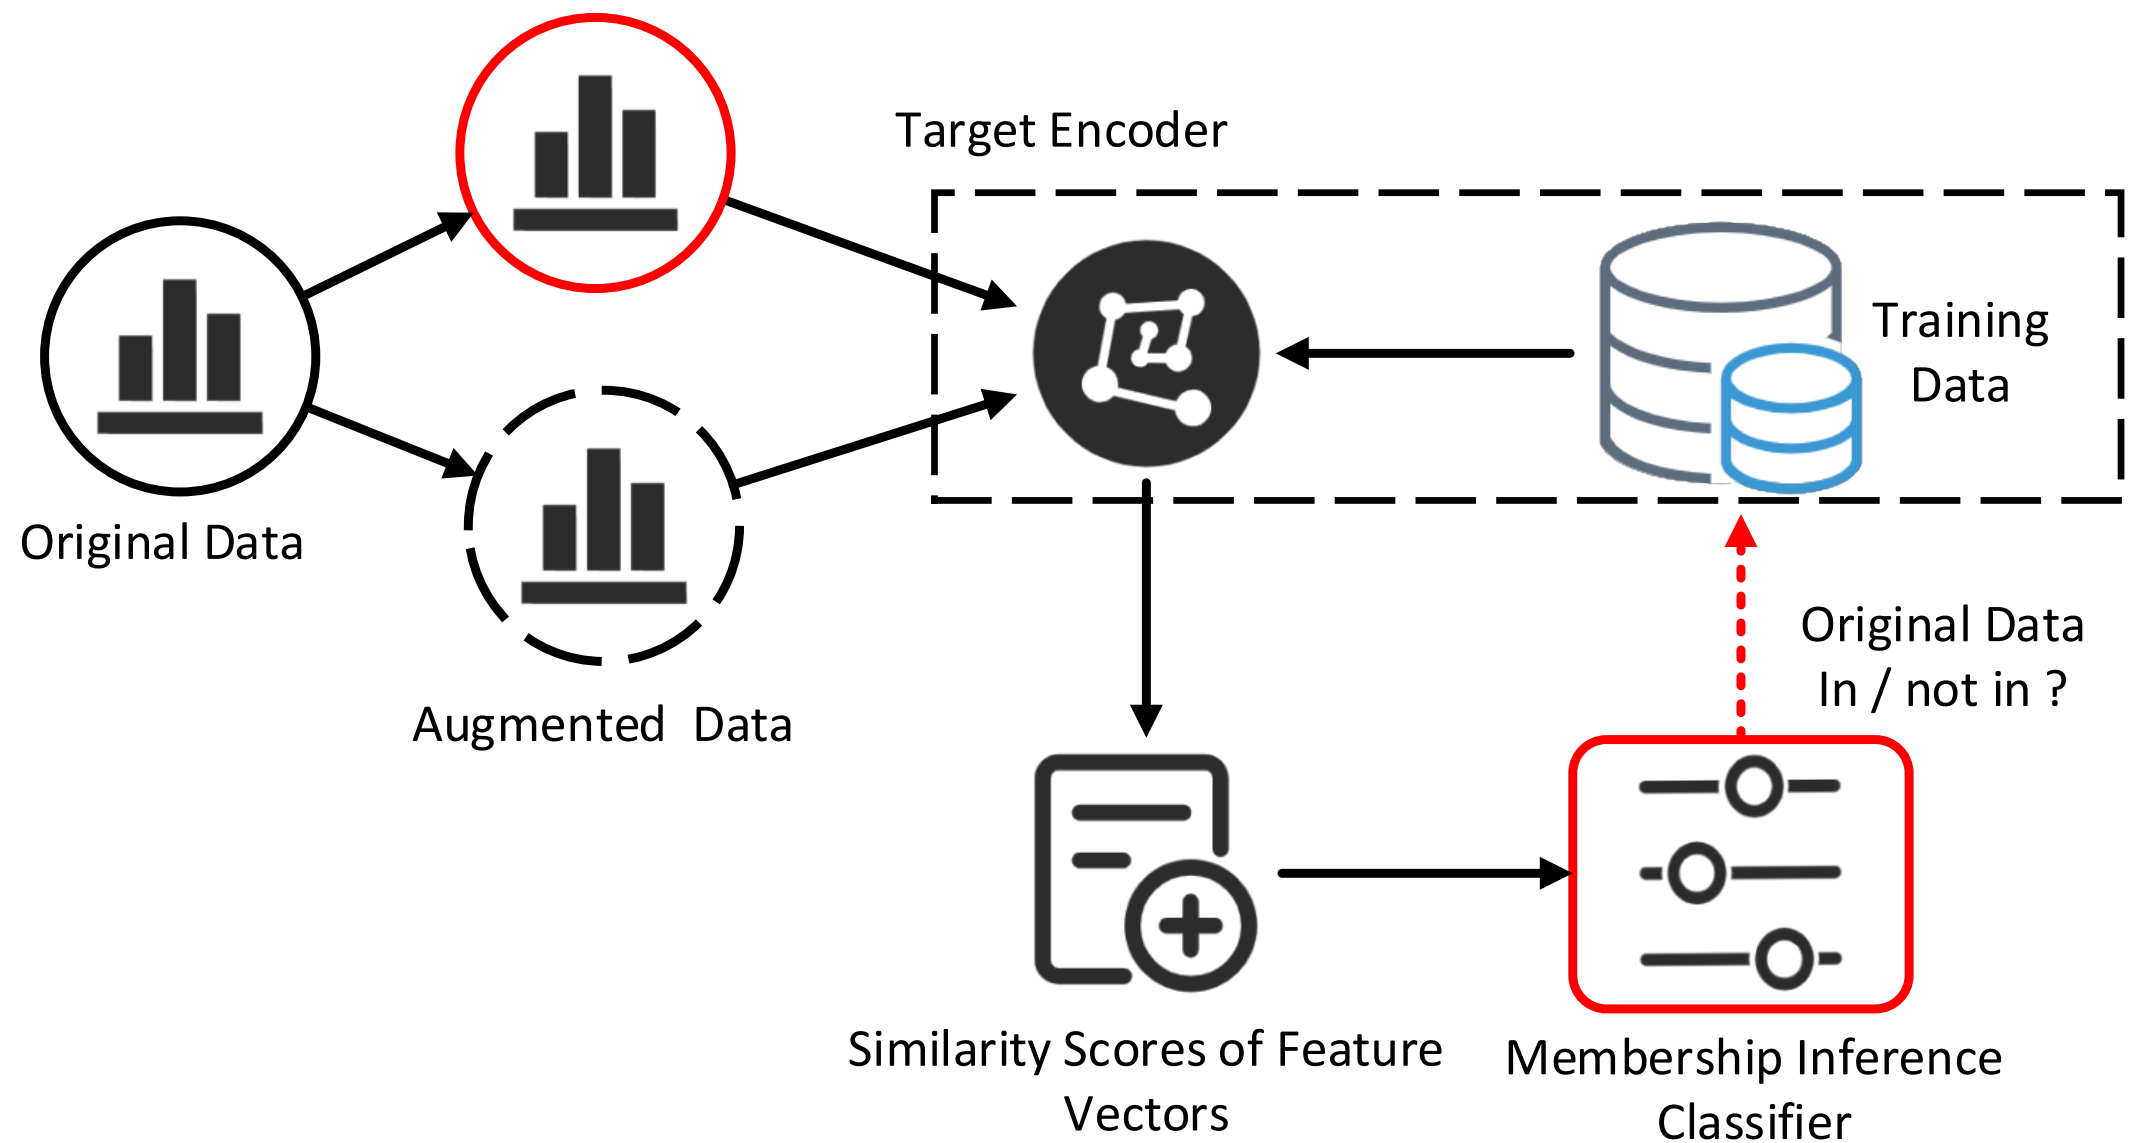 Target Encoder
Training
Data
Original Data
Augmented Data
Original Data
In / not in ?
Similarity Scores of Feature
Vectors
Membership Inference
Classifier